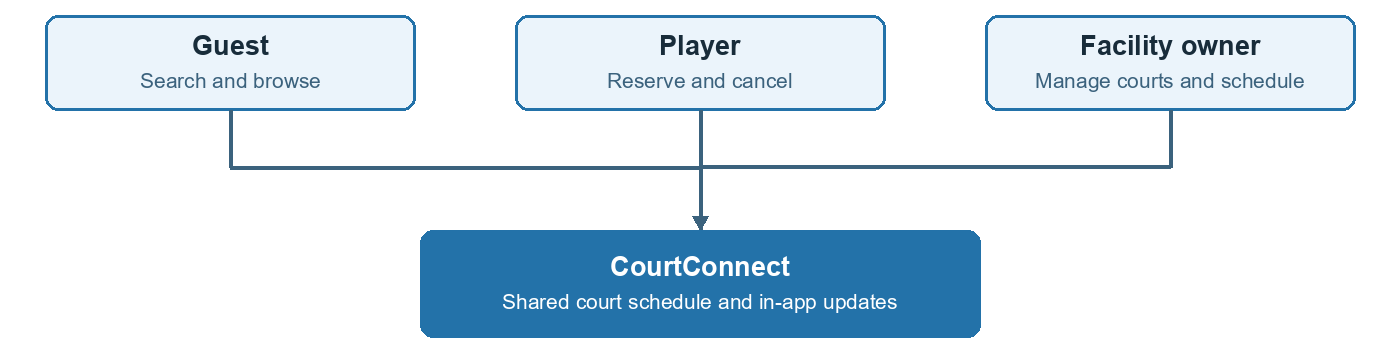 Guest
Search and browse
Player
Reserve and cancel
Facility owner
Manage courts and schedule
CourtConnect
Shared court schedule and in-app updates